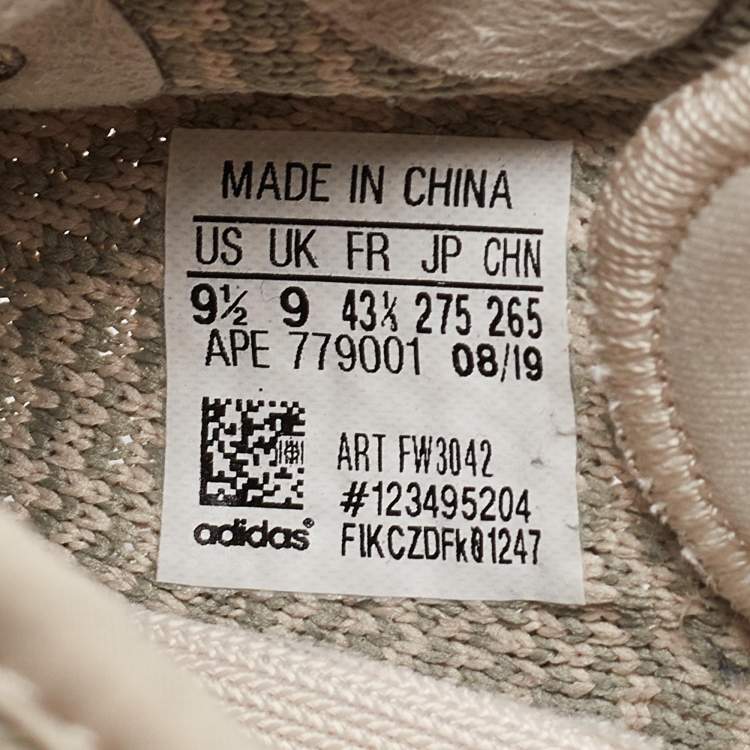 MADE IN CHINA
US UK FR JP CHN
9½ 9 43⅓ 275 265
APE 779001 08/19
ART FW3042
#123495204
adidas®